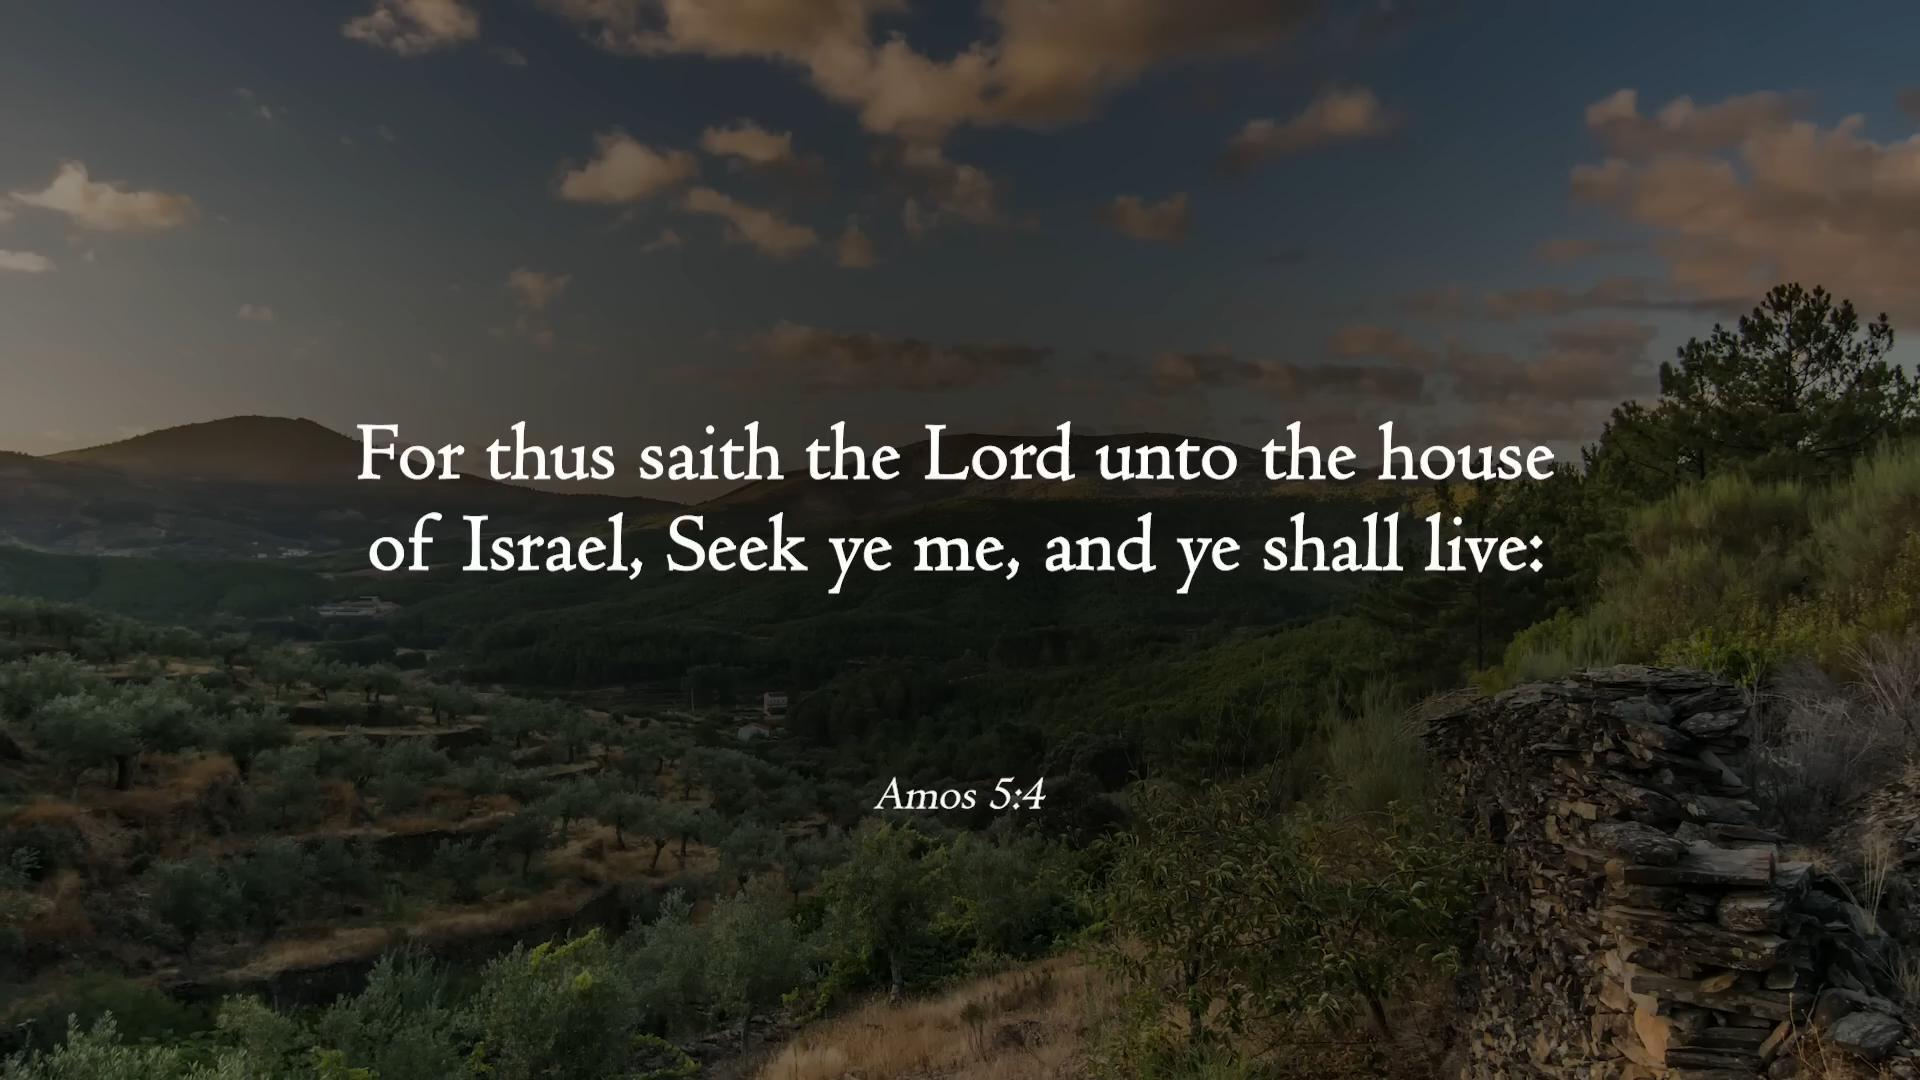 For thus saith the Lord unto the house
of Israel, Seek ye me, and ye shall live:
Amos 5:4